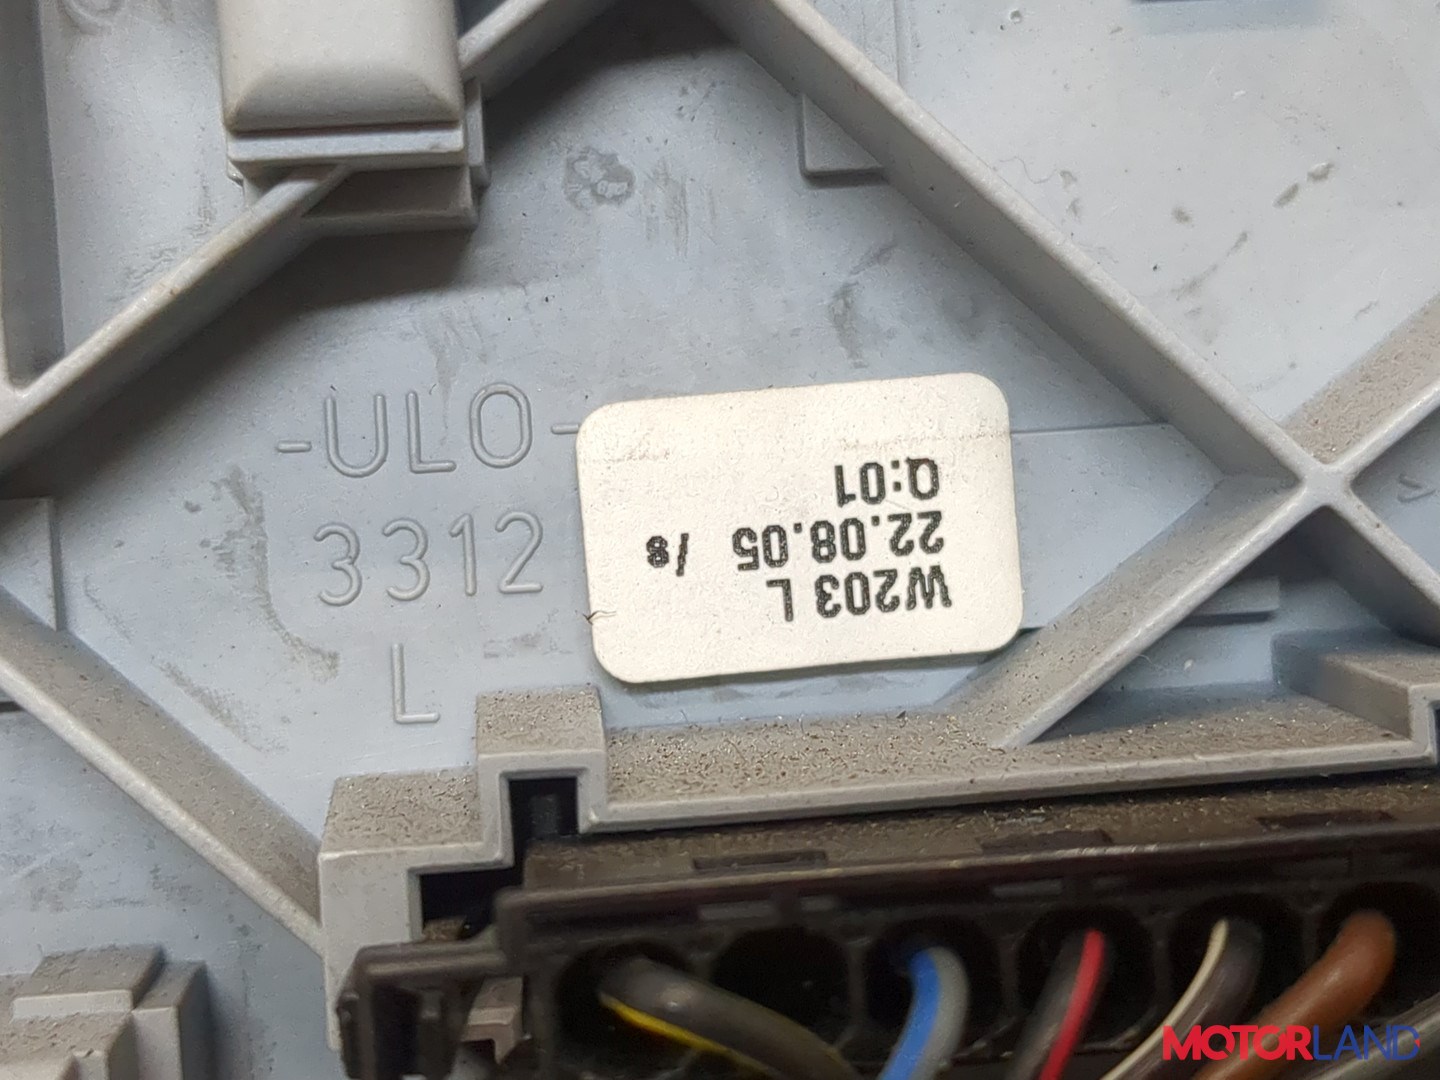 -ULO-
3312
L
W203 L
22.08.05 /s
Q:01
MOTORLAND